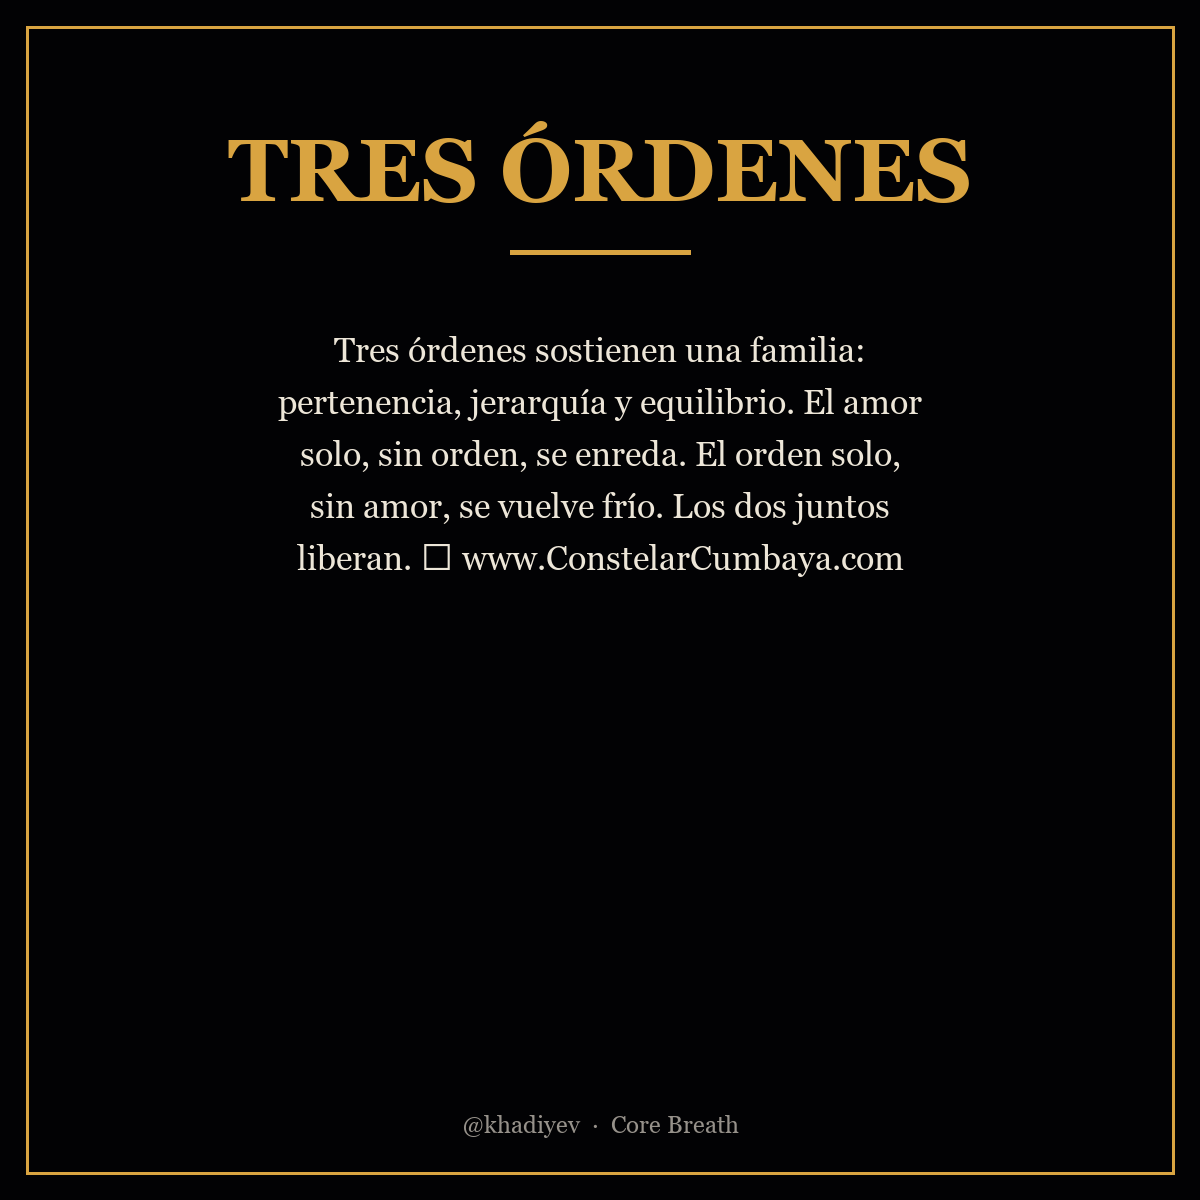 TRES ÓRDENES
Tres órdenes sostienen una familia:
pertenencia, jerarquía y equilibrio. El amor
solo, sin orden, se enreda. El orden solo,
sin amor, se vuelve frío. Los dos juntos
liberan. □ www.ConstelarCumbaya.com
@khadiyev · Core Breath